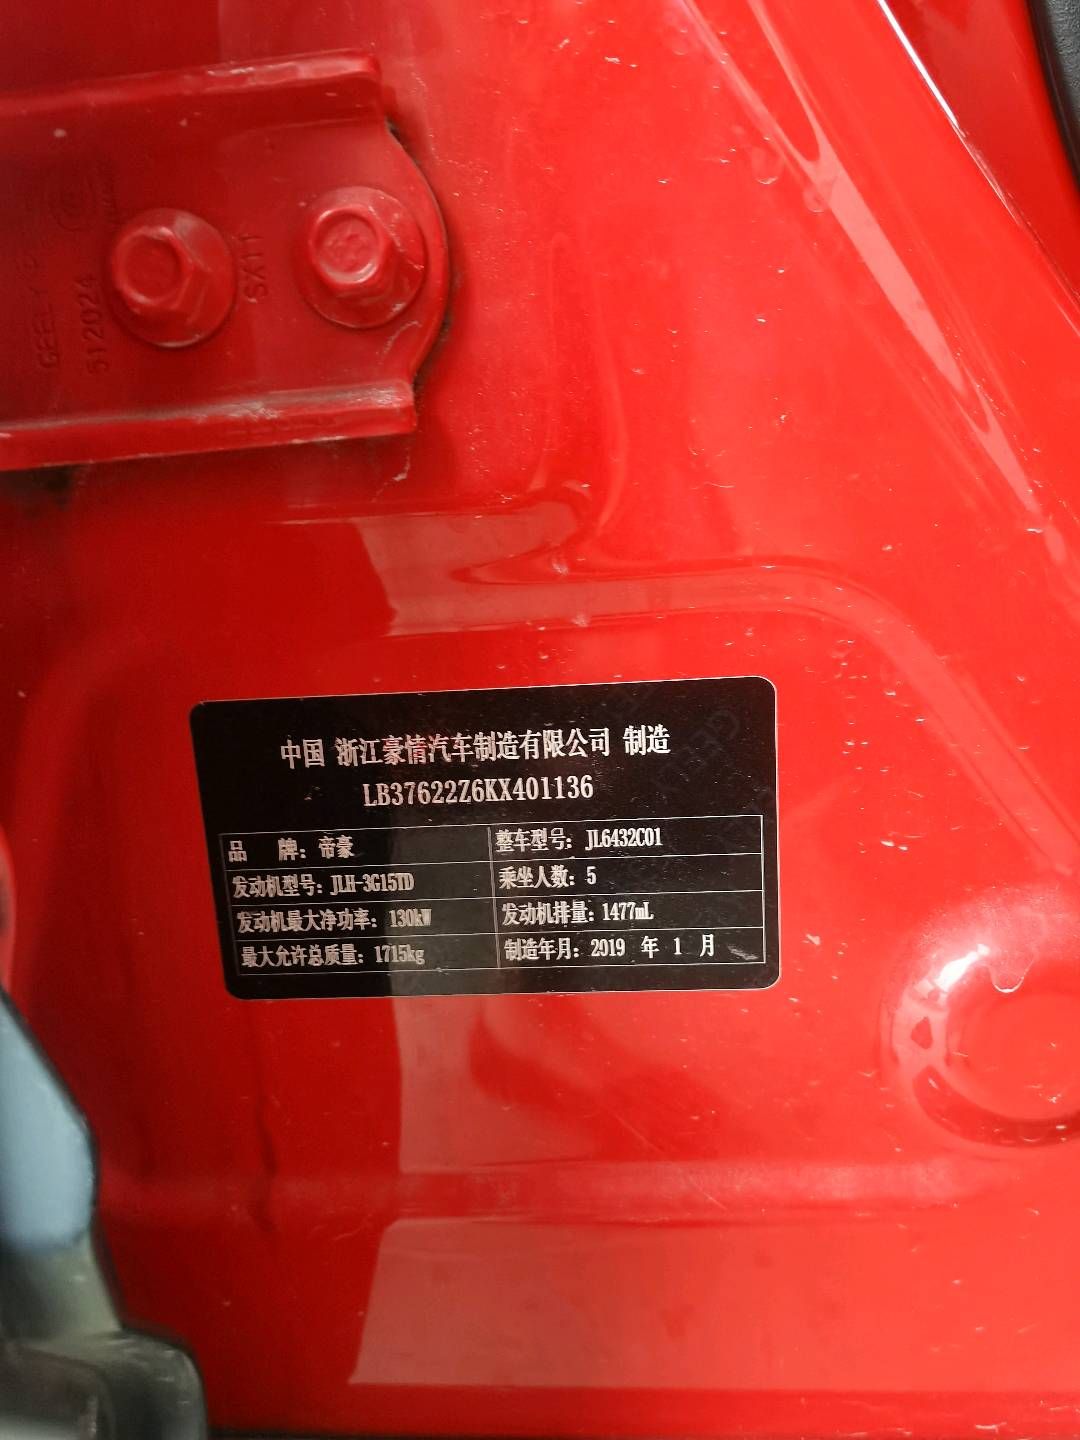 SX11
GEELY
512024
中国 浙江豪情汽车制造有限公司 制造
LB37622Z6KX401136
品 牌：帝豪 整车型号：JL6432C01
发动机型号：JLH-3G15TD 乘坐人数：5
发动机最大净功率：130kW 发动机排量：1477mL
最大允许总质量：1715kg 制造年月：2019 年 1 月